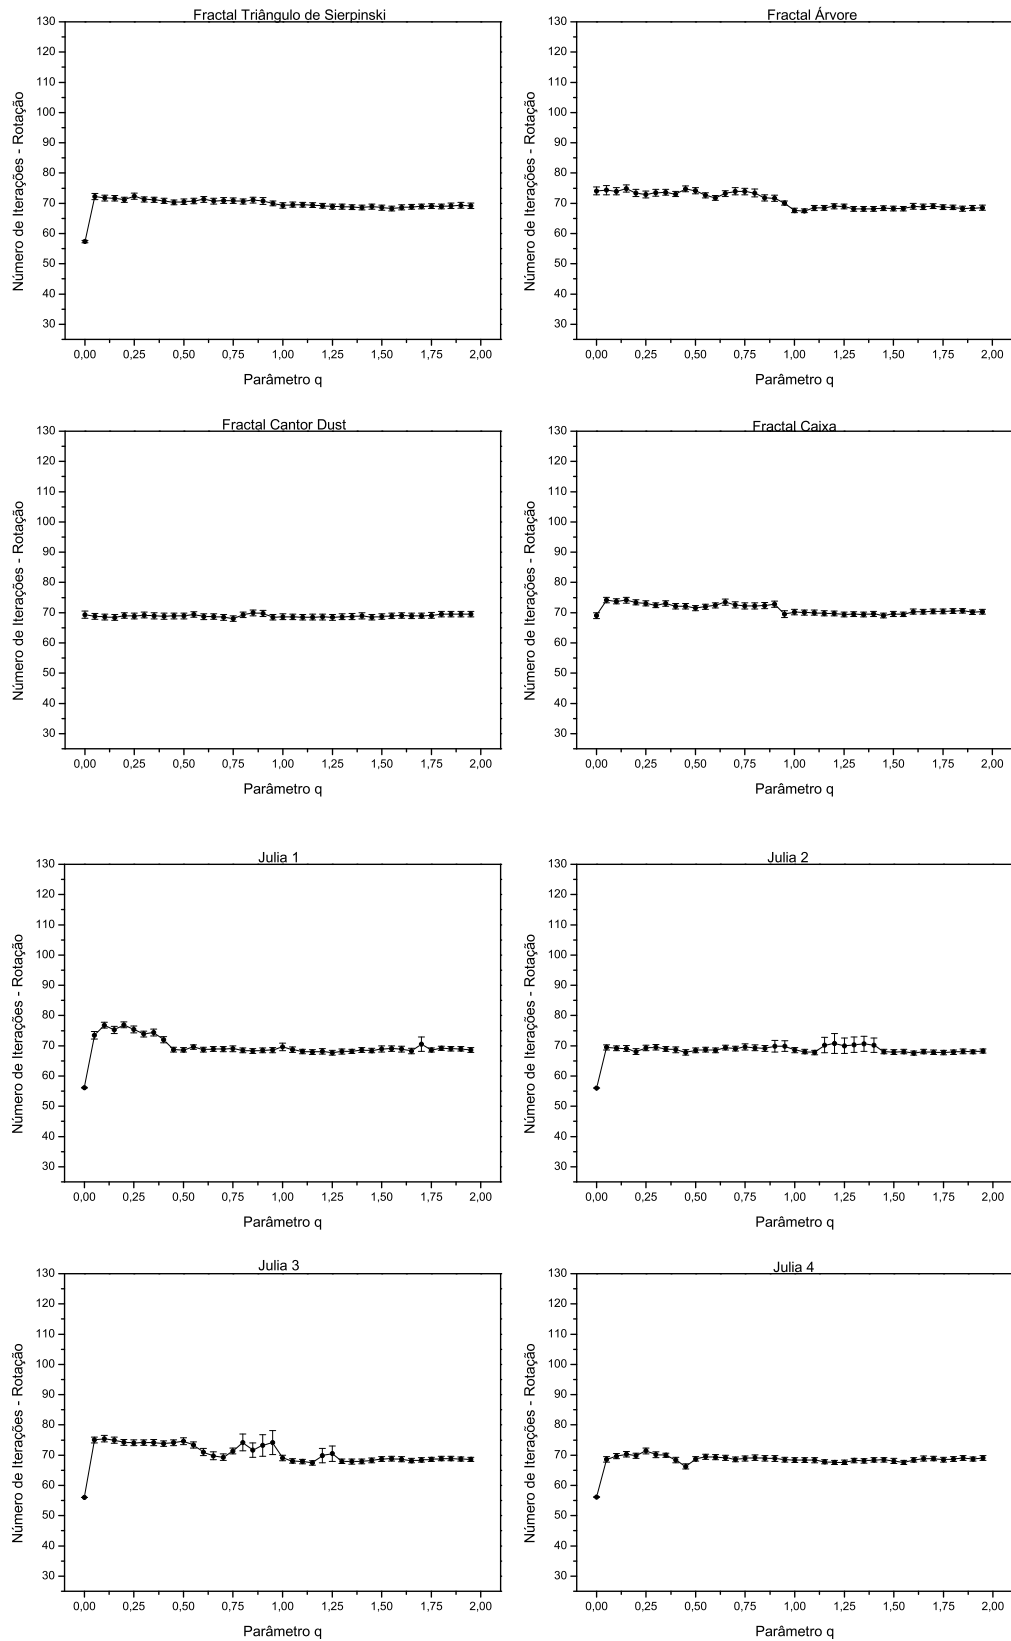 Fractal Triângulo de Sierpinski
130
120
110
100
90
80
70
60
50
40
30
Número de Iterações - Rotação
0,00 0,25 0,50 0,75 1,00 1,25 1,50 1,75 2,00
Parâmetro q
Fractal Árvore
130
120
110
100
90
80
70
60
50
40
30
Número de Iterações - Rotação
0,00 0,25 0,50 0,75 1,00 1,25 1,50 1,75 2,00
Parâmetro q
Fractal Cantor Dust
130
120
110
100
90
80
70
60
50
40
30
Número de Iterações - Rotação
0,00 0,25 0,50 0,75 1,00 1,25 1,50 1,75 2,00
Parâmetro q
Fractal Caixa
130
120
110
100
90
80
70
60
50
40
30
Número de Iterações - Rotação
0,00 0,25 0,50 0,75 1,00 1,25 1,50 1,75 2,00
Parâmetro q
Julia 1
130
120
110
100
90
80
70
60
50
40
30
Número de Iterações - Rotação
0,00 0,25 0,50 0,75 1,00 1,25 1,50 1,75 2,00
Parâmetro q
Julia 2
130
120
110
100
90
80
70
60
50
40
30
Número de Iterações - Rotação
0,00 0,25 0,50 0,75 1,00 1,25 1,50 1,75 2,00
Parâmetro q
Julia 3
130
120
110
100
90
80
70
60
50
40
30
Número de Iterações - Rotação
0,00 0,25 0,50 0,75 1,00 1,25 1,50 1,75 2,00
Parâmetro q
Julia 4
130
120
110
100
90
80
70
60
50
40
30
Número de Iterações - Rotação
0,00 0,25 0,50 0,75 1,00 1,25 1,50 1,75 2,00
Parâmetro q